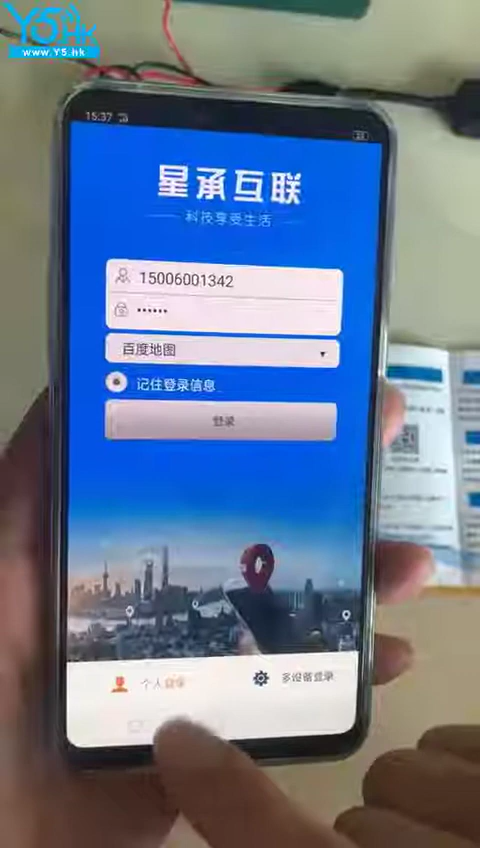 Y5.HK
www.Y5.hk
15:37
星承互联
科技享受生活
15006001342
••••••
百度地图
记住登录信息
登录
个人登录
多设备登录